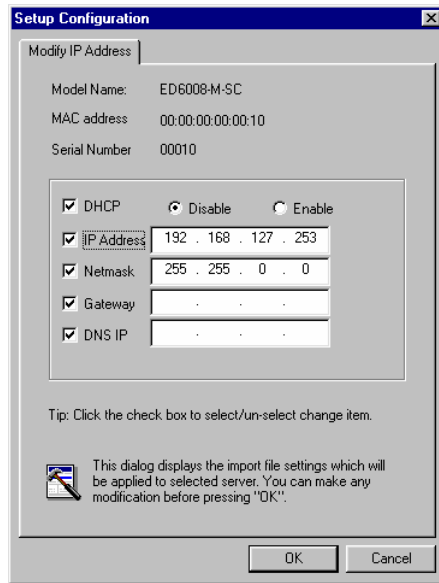 Setup Configuration
Modify IP Address
Model Name: ED6008-M-SC
MAC address 00:00:00:00:00:10
Serial Number 00010
DHCP Disable Enable
IP Address 192 . 168 . 127 . 253
Netmask 255 . 255 . 0 . 0
Gateway . . .
DNS IP . . .
Tip: Click the check box to select/un-select change item.
This dialog displays the import file settings which will
be applied to selected server. You can make any
modification before pressing "OK".
OK Cancel